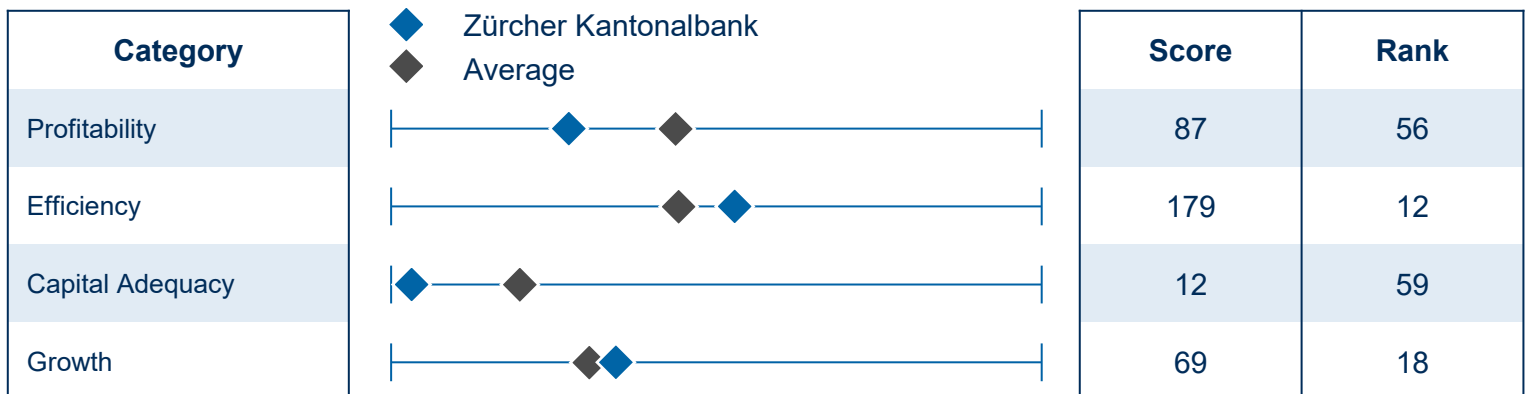 Category
Zürcher Kantonalbank
Average
Score Rank
Profitability 87 56
Efficiency 179 12
Capital Adequacy 12 59
Growth 69 18